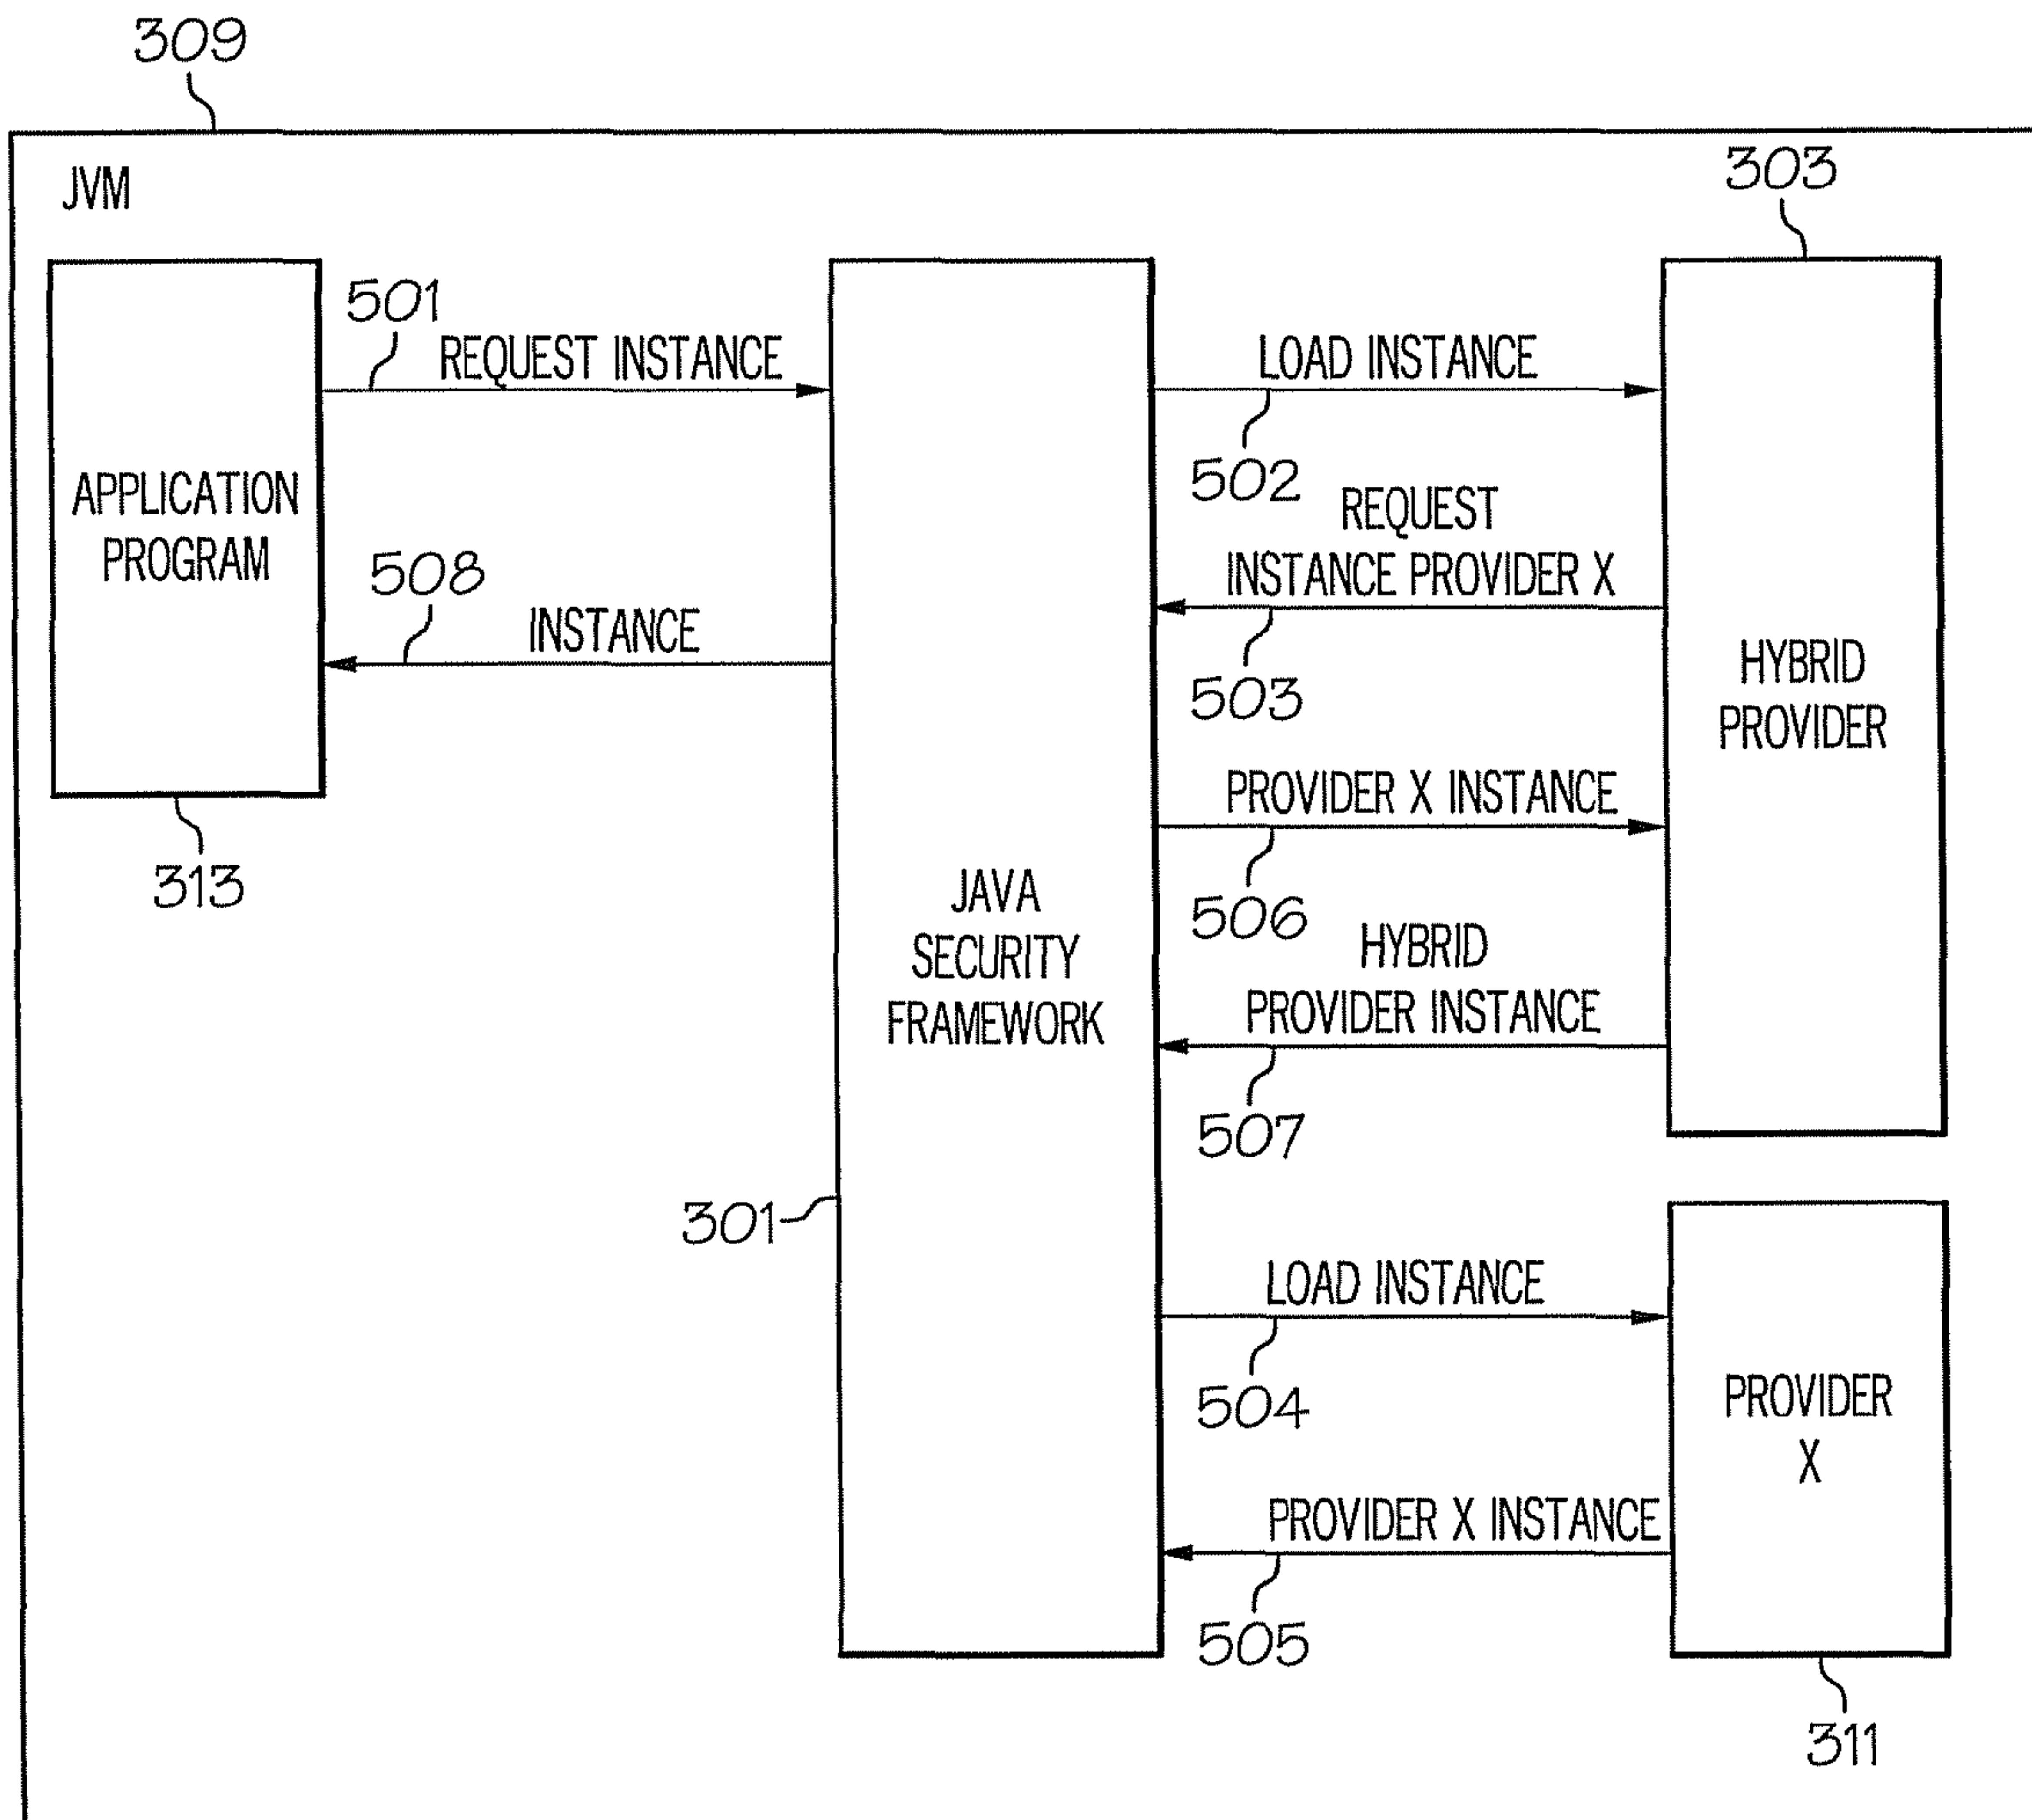 309
JVM
303
501
REQUEST INSTANCE
LOAD INSTANCE
502
APPLICATION
PROGRAM
REQUEST
INSTANCE PROVIDER X
508
INSTANCE
503
HYBRID
PROVIDER
PROVIDER X INSTANCE
313
506
JAVA
SECURITY
FRAMEWORK
HYBRID
PROVIDER INSTANCE
507
301
LOAD INSTANCE
504
PROVIDER
X
PROVIDER X INSTANCE
505
311